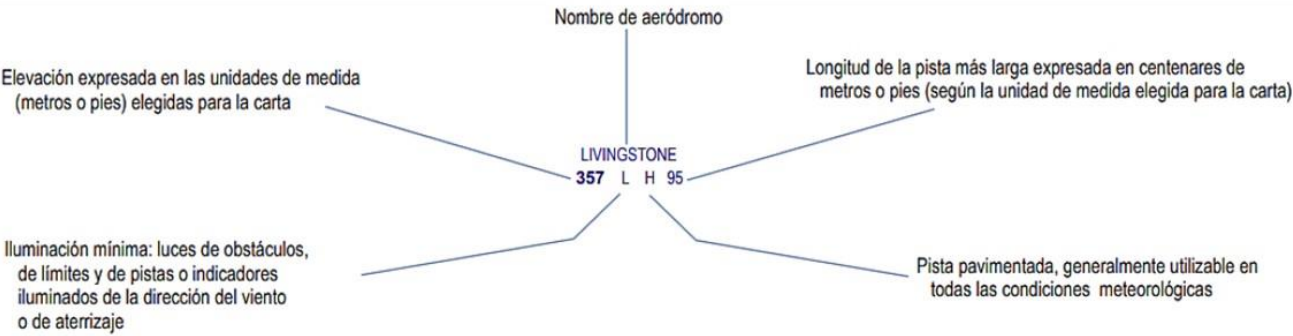 Nombre de aeródromo
Elevación expresada en las unidades de medida
(metros o pies) elegidas para la carta
Longitud de la pista más larga expresada en centenares de
metros o pies (según la unidad de medida elegida para la carta)
LIVINGSTONE
357 L H 95
Iluminación mínima: luces de obstáculos,
de límites y de pistas o indicadores
iluminados de la dirección del viento
o de aterrizaje
Pista pavimentada, generalmente utilizable en
todas las condiciones meteorológicas